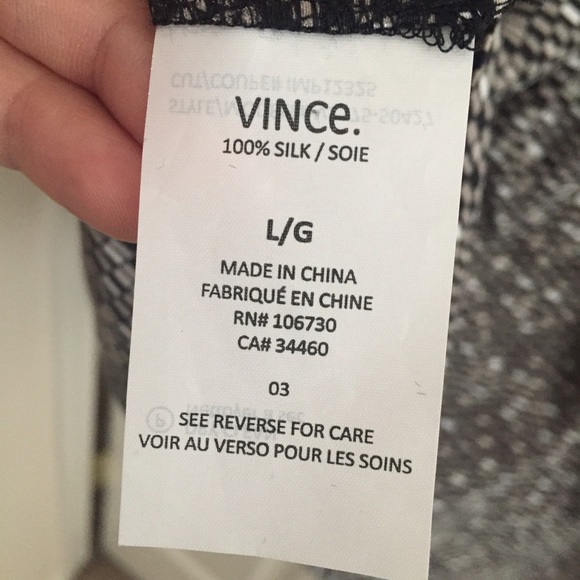 VINCe.
100% SILK / SOIE
L/G
MADE IN CHINA
FABRIQUÉ EN CHINE
RN# 106730
CA# 34460
03
SEE REVERSE FOR CARE
VOIR AU VERSO POUR LES SOINS